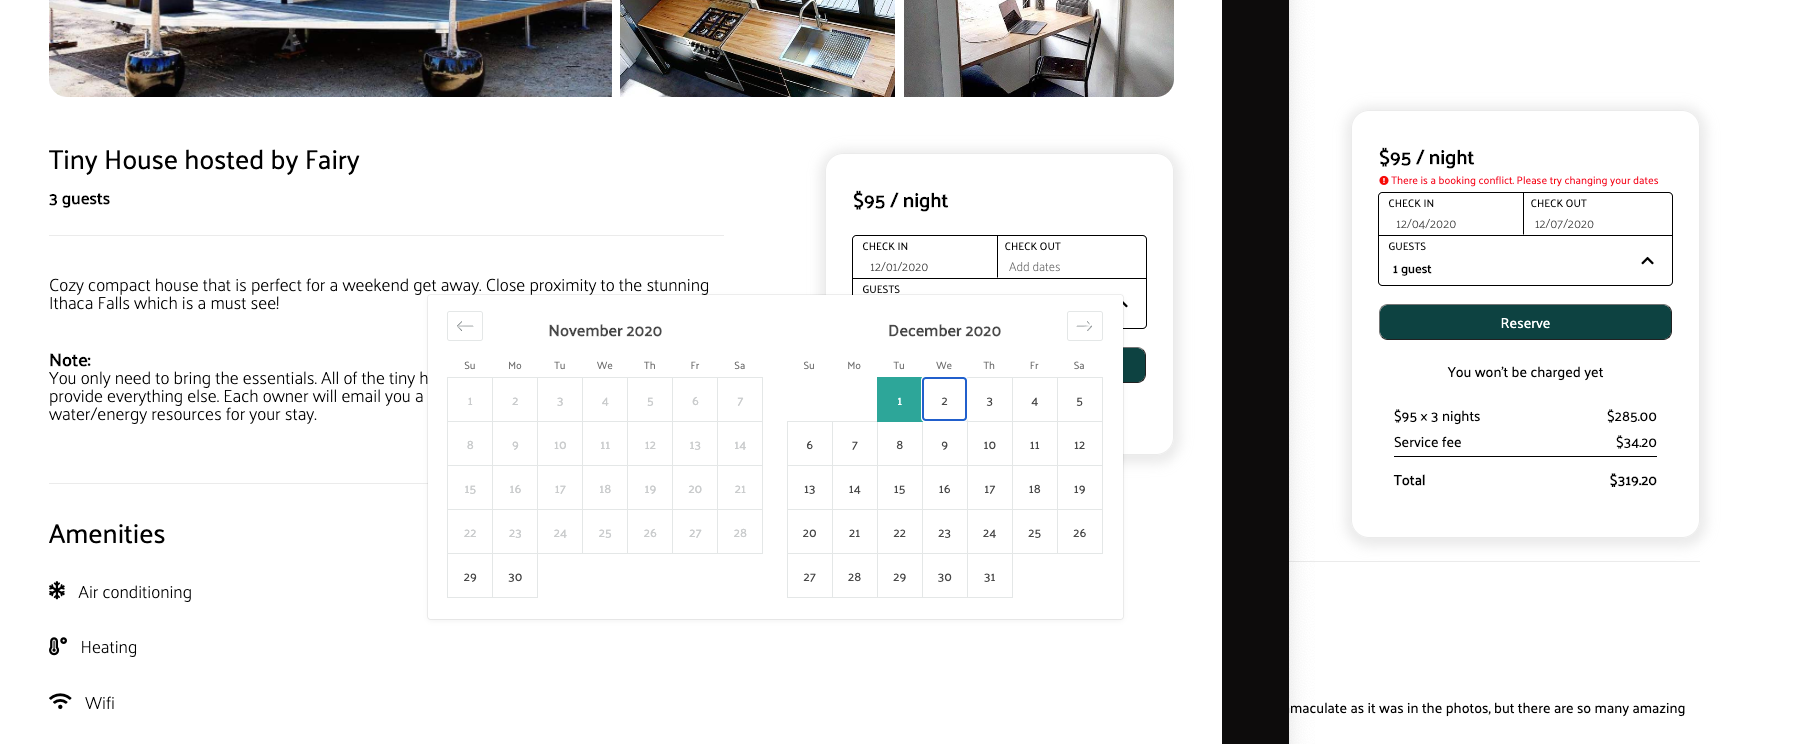 Tiny House hosted by Fairy
3 guests
Cozy compact house that is perfect for a weekend get away. Close proximity to the stunning
Ithaca Falls which is a must see!
Note:
You only need to bring the essentials. All of the tiny h
provide everything else. Each owner will email you a
water/energy resources for your stay.
Amenities
Air conditioning
Heating
Wifi
$95 / night
CHECK IN CHECK OUT
12/01/2020 Add dates
GUESTS
November 2020
Su Mo Tu We Th Fr Sa
1 2 3 4 5 6 7
8 9 10 11 12 13 14
15 16 17 18 19 20 21
22 23 24 25 26 27 28
29 30
December 2020
Su Mo Tu We Th Fr Sa
1 2 3 4 5
6 7 8 9 10 11 12
13 14 15 16 17 18 19
20 21 22 23 24 25 26
27 28 29 30 31
$95 / night
There is a booking conflict. Please try changing your dates
CHECK IN CHECK OUT
12/04/2020 12/07/2020
GUESTS
1 guest
Reserve
You won't be charged yet
$95 x 3 nights $285.00
Service fee $34.20
Total $319.20
maculate as it was in the photos, but there are so many amazing